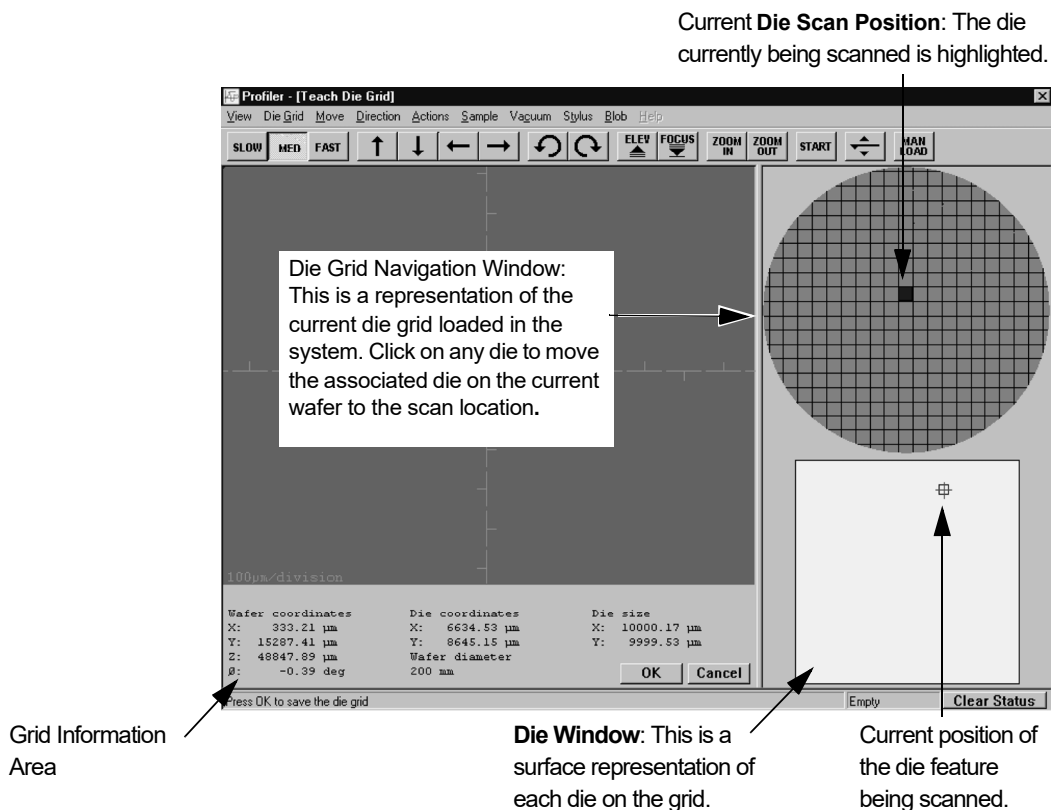 Current Die Scan Position: The die
currently being scanned is highlighted.
Profiler - [Teach Die Grid]
View Die Grid Move Direction Actions Sample Vacuum Stylus Blob Help
SLOW MED FAST ELEV FOCUS ZOOM IN ZOOM OUT START MAN LOAD
Die Grid Navigation Window:
This is a representation of the
current die grid loaded in the
system. Click on any die to move
the associated die on the current
wafer to the scan location.
100µm/division
Wafer coordinates Die coordinates Die size
X: 333.21 µm X: 6634.53 µm X: 10000.17 µm
Y: 15287.41 µm Y: 8645.15 µm Y: 9999.53 µm
Z: 48847.89 µm Wafer diameter
Ø: -0.39 deg 200 mm OK Cancel
Press OK to save the die grid Empty Clear Status
Grid Information
Area
Die Window: This is a
surface representation of
each die on the grid.
Current position of
the die feature
being scanned.